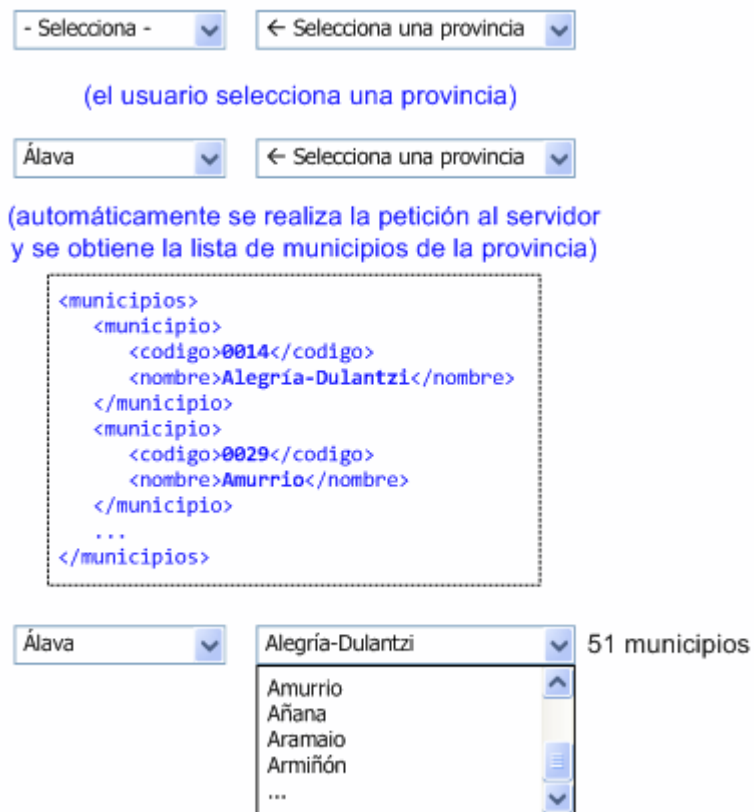 - Selecciona - ← Selecciona una provincia
(el usuario selecciona una provincia)
Álava ← Selecciona una provincia
(automáticamente se realiza la petición al servidor
y se obtiene la lista de municipios de la provincia)
<municipios>
<municipio>
<codigo>0014</codigo>
<nombre>Alegría-Dulantzi</nombre>
</municipio>
<municipio>
<codigo>0029</codigo>
<nombre>Amurrio</nombre>
</municipio>
...
</municipios>
Álava Alegría-Dulantzi 51 municipios
Amurrio
Añana
Aramaio
Armiñón
...